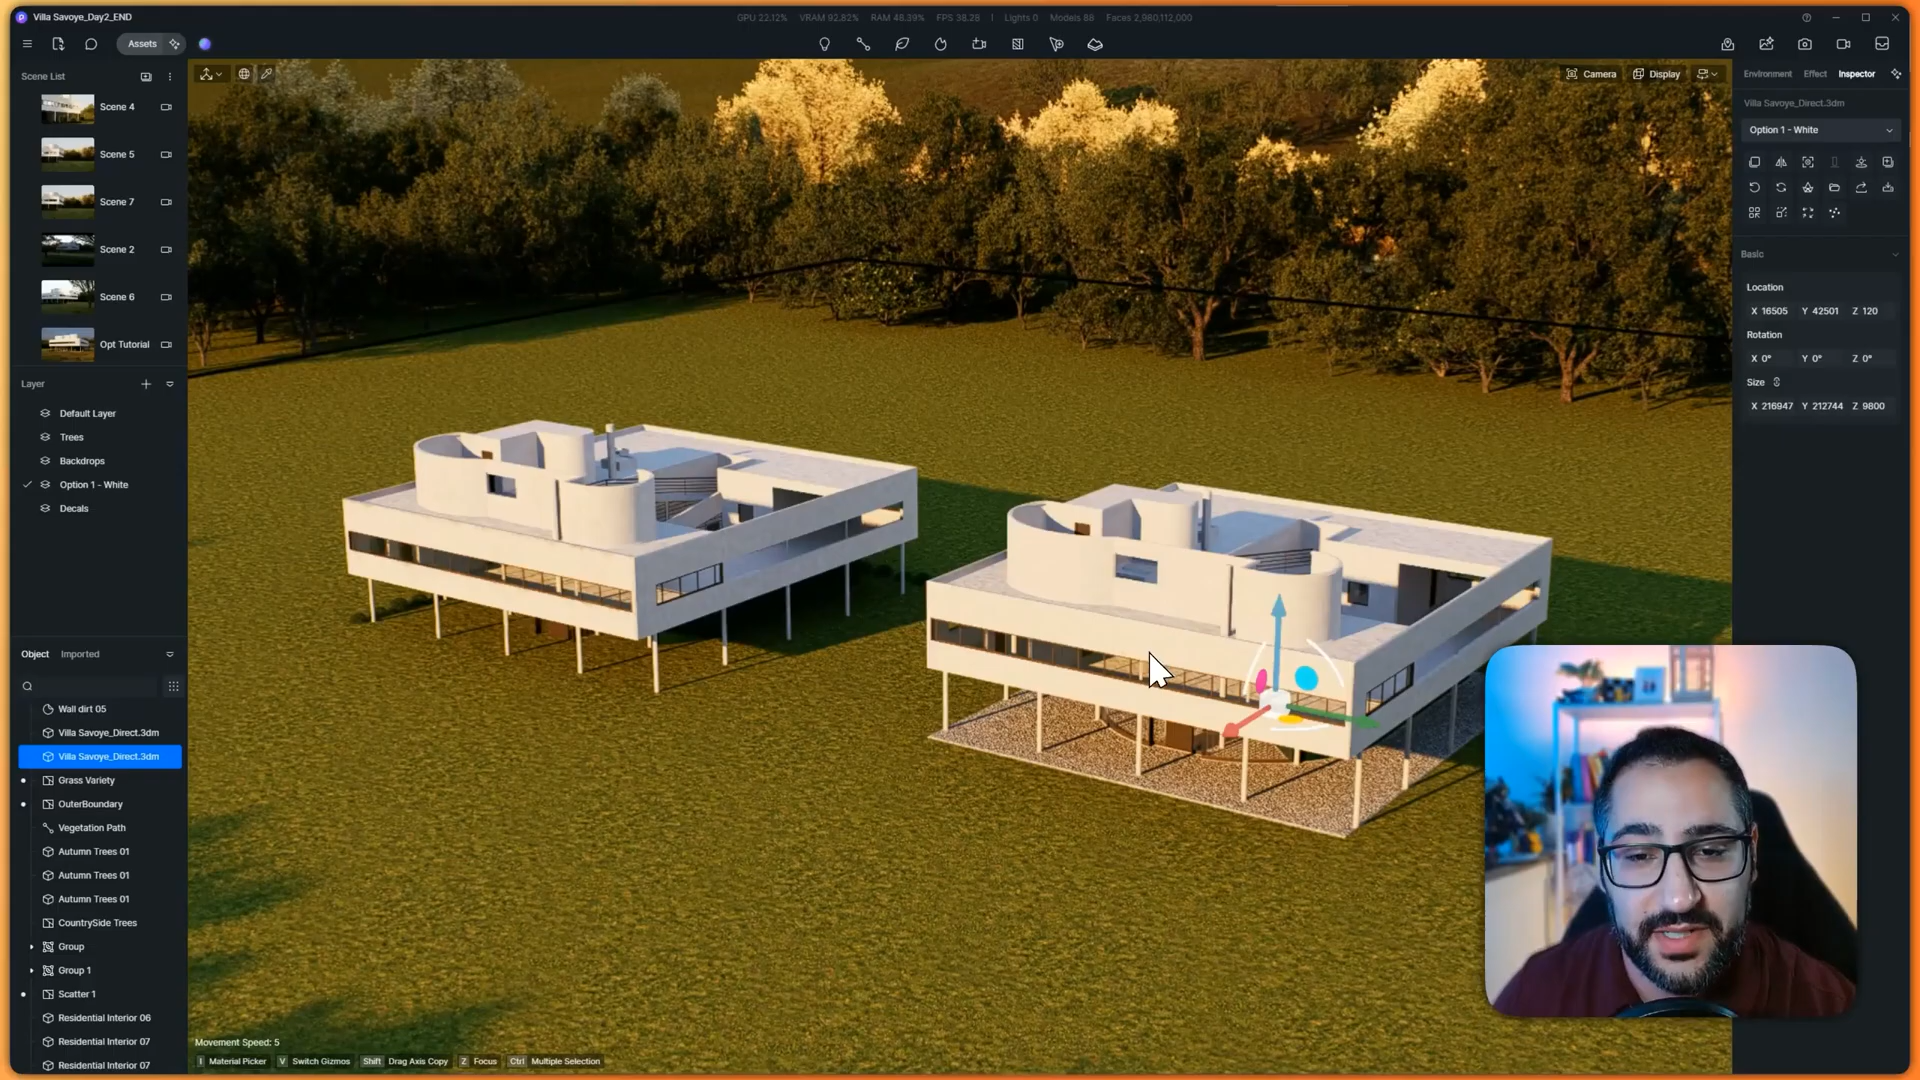 Villa Savoye_Day2_END
GPU 22,12% VRAM 92,82% RAM 48,39% FPS 38.28 | Lights 0 Models 88 Faces 2,980,112,000
Assets
Scene List
Scene 4
Scene 5
Scene 7
Scene 2
Scene 6
Opt Tutorial
Layer
Default Layer
Trees
Backdrops
Option 1 - White
Decals
Object Imported
Wall dirt 05
Villa Savoye_Direct.3dm
Villa Savoye_Direct.3dm
Grass Variety
OuterBoundary
Vegetation Path
Autumn Trees 01
Autumn Trees 01
Autumn Trees 01
CountrySide Trees
Group
Group 1
Scatter 1
Residential Interior 06
Residential Interior 07
Residential Interior 07
Camera Display
Movement Speed: 5
I Material Picker V Switch Gizmos Shift Drag Axis Copy Z Focus Ctrl Multiple Selection
Environment Effect Inspector
Villa Savoye_Direct.3dm
Option 1 - White
Basic
Location
X 16505 Y 42501 Z 120
Rotation
X 0° Y 0° Z 0°
Size
X 216947 Y 212744 Z 9800